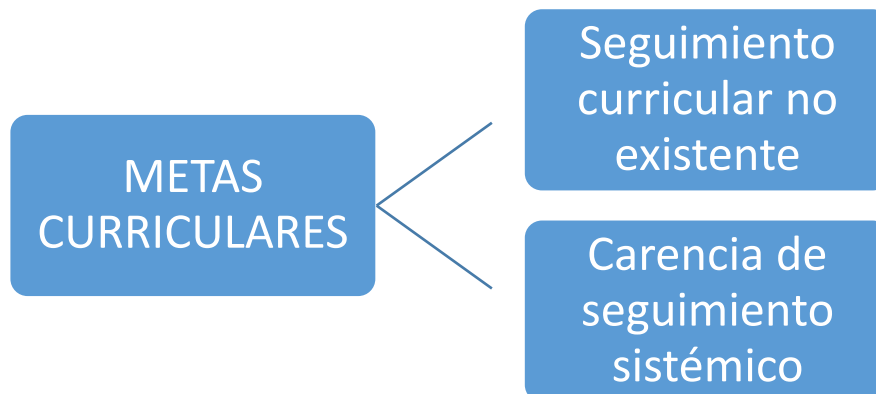 METAS
CURRICULARES
Seguimiento
curricular no
existente
Carencia de
seguimiento
sistémico